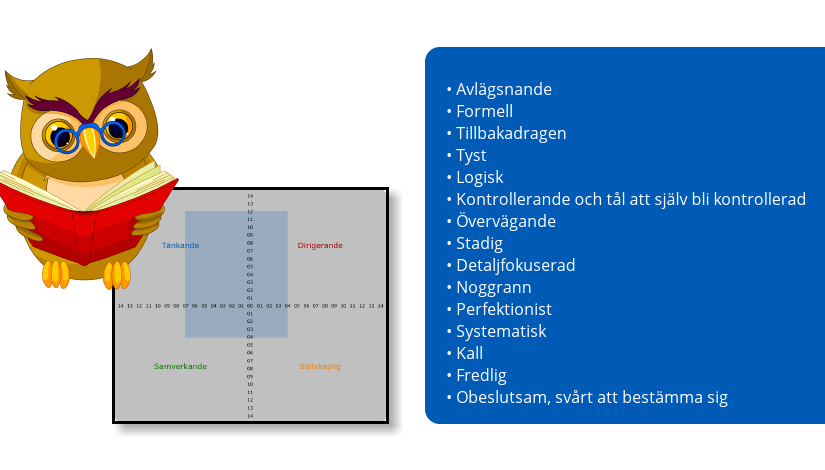 14
13
12
11
10
09
08
07
06
05
04
03
02
01
Tänkande
Dirigerande
14 13 12 11 10 09 08 07 06 05 04 03 02 01 00 01 02 03 04 05 06 07 08 09 10 11 12 13 14
01
02
03
04
05
06
07
08
09
10
11
12
13
14
Samverkande
Sällskaplig
• Avlägsnande
• Formell
• Tillbakadragen
• Tyst
• Logisk
• Kontrollerande och tål att själv bli kontrollerad
• Övervägande
• Stadig
• Detaljfokuserad
• Noggrann
• Perfektionist
• Systematisk
• Kall
• Fredlig
• Obeslutsam, svårt att bestämma sig